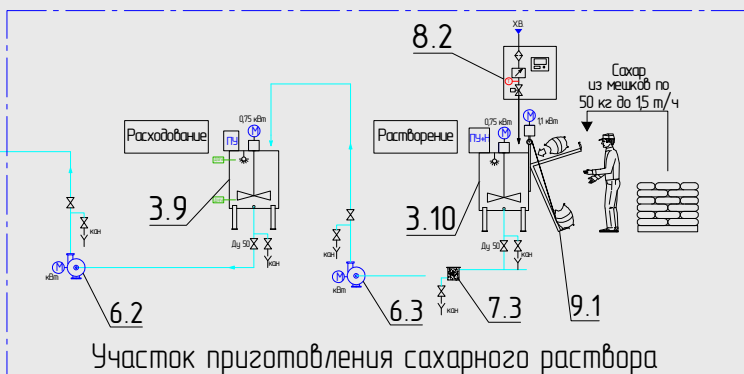 Х.В.
8.2
Сахар
из мешков по
50 кг до 1,5 т/ч
Расходование
0,75 кВт
М
ПУ
Растворение
0,75 кВт
М
ПУ+Н
1,1 кВт
М
3.9
3.10
кан
Ду 50
кан
кан
Ду 50
кан
М
кВт
М
кВт
кан
6.2
6.3
7.3
9.1
Участок приготовления сахарного раствора